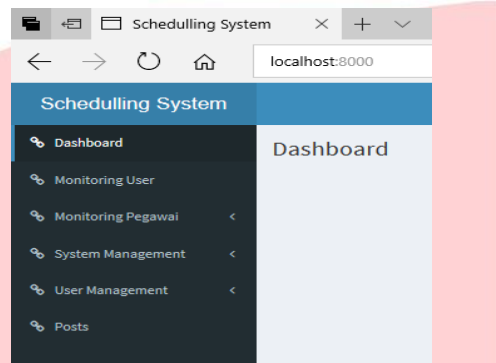 Schedulling System
localhost:8000
Schedulling System
Dashboard
Dashboard
Monitoring User
Monitoring Pegawai
System Management
User Management
Posts